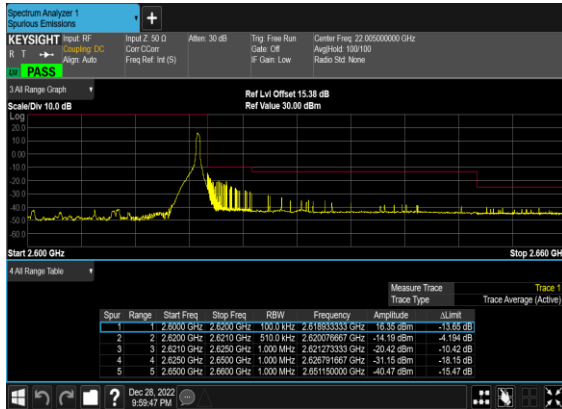 Spectrum Analyzer 1
Spurious Emissions
KEYSIGHT Input: RF Input Z: 50 Ω Atten: 30 dB Trig: Free Run Center Freq: 22.005000000 GHz
R T Coupling: DC Corr CCorr Gate: Off Avg|Hold: 100/100
Align: Auto Freq Ref: Int (S) IF Gain: Low Radio Std: None
PASS
3 All Range Graph
Ref Lvl Offset 15.38 dB
Scale/Div 10.0 dB Ref Value 30.00 dBm
Log
20.0
10.0
0.00
-10.0
-20.0
-30.0
-40.0
-50.0
-60.0
Start 2.600 GHz Stop 2.660 GH
4 All Range Table
Measure Trace Trace 1
Trace Type Trace Average (Active)
Spur Range Start Freq Stop Freq RBW Frequency Amplitude ΔLimit
1 1 2.6000 GHz 2.6200 GHz 100.0 kHz 2.618933333 GHz 16.35 dBm -13.65 dB
2 2 2.6200 GHz 2.6210 GHz 510.0 kHz 2.620076667 GHz -14.19 dBm -4.194 dB
3 3 2.6210 GHz 2.6250 GHz 1.000 MHz 2.621273333 GHz -20.42 dBm -10.42 dB
4 4 2.6250 GHz 2.6500 GHz 1.000 MHz 2.626791667 GHz -31.15 dBm -18.15 dB
5 5 2.6500 GHz 2.6600 GHz 1.000 MHz 2.651150000 GHz -40.47 dBm -15.47 dB
Dec 28, 2022
9:59:47 PM